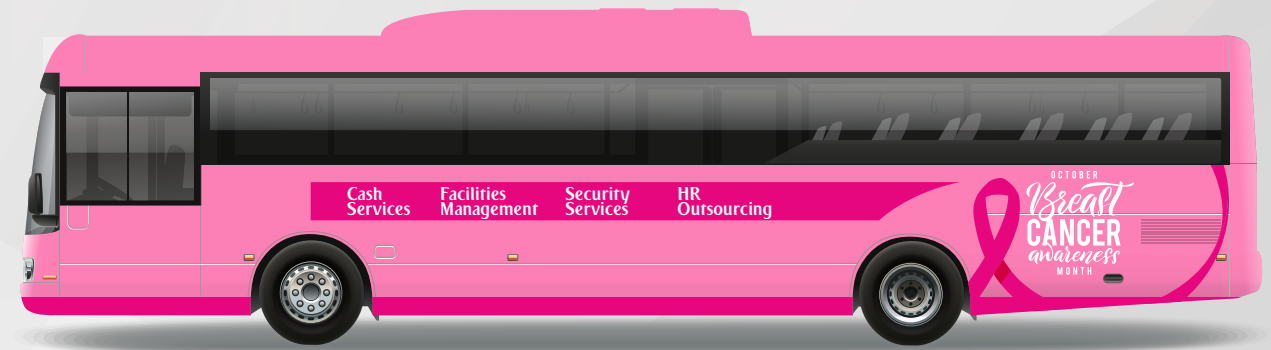 Cash
Services
Facilities
Management
Security
Services
HR
Outsourcing
OCTOBER
Breast
CANCER
awareness
MONTH